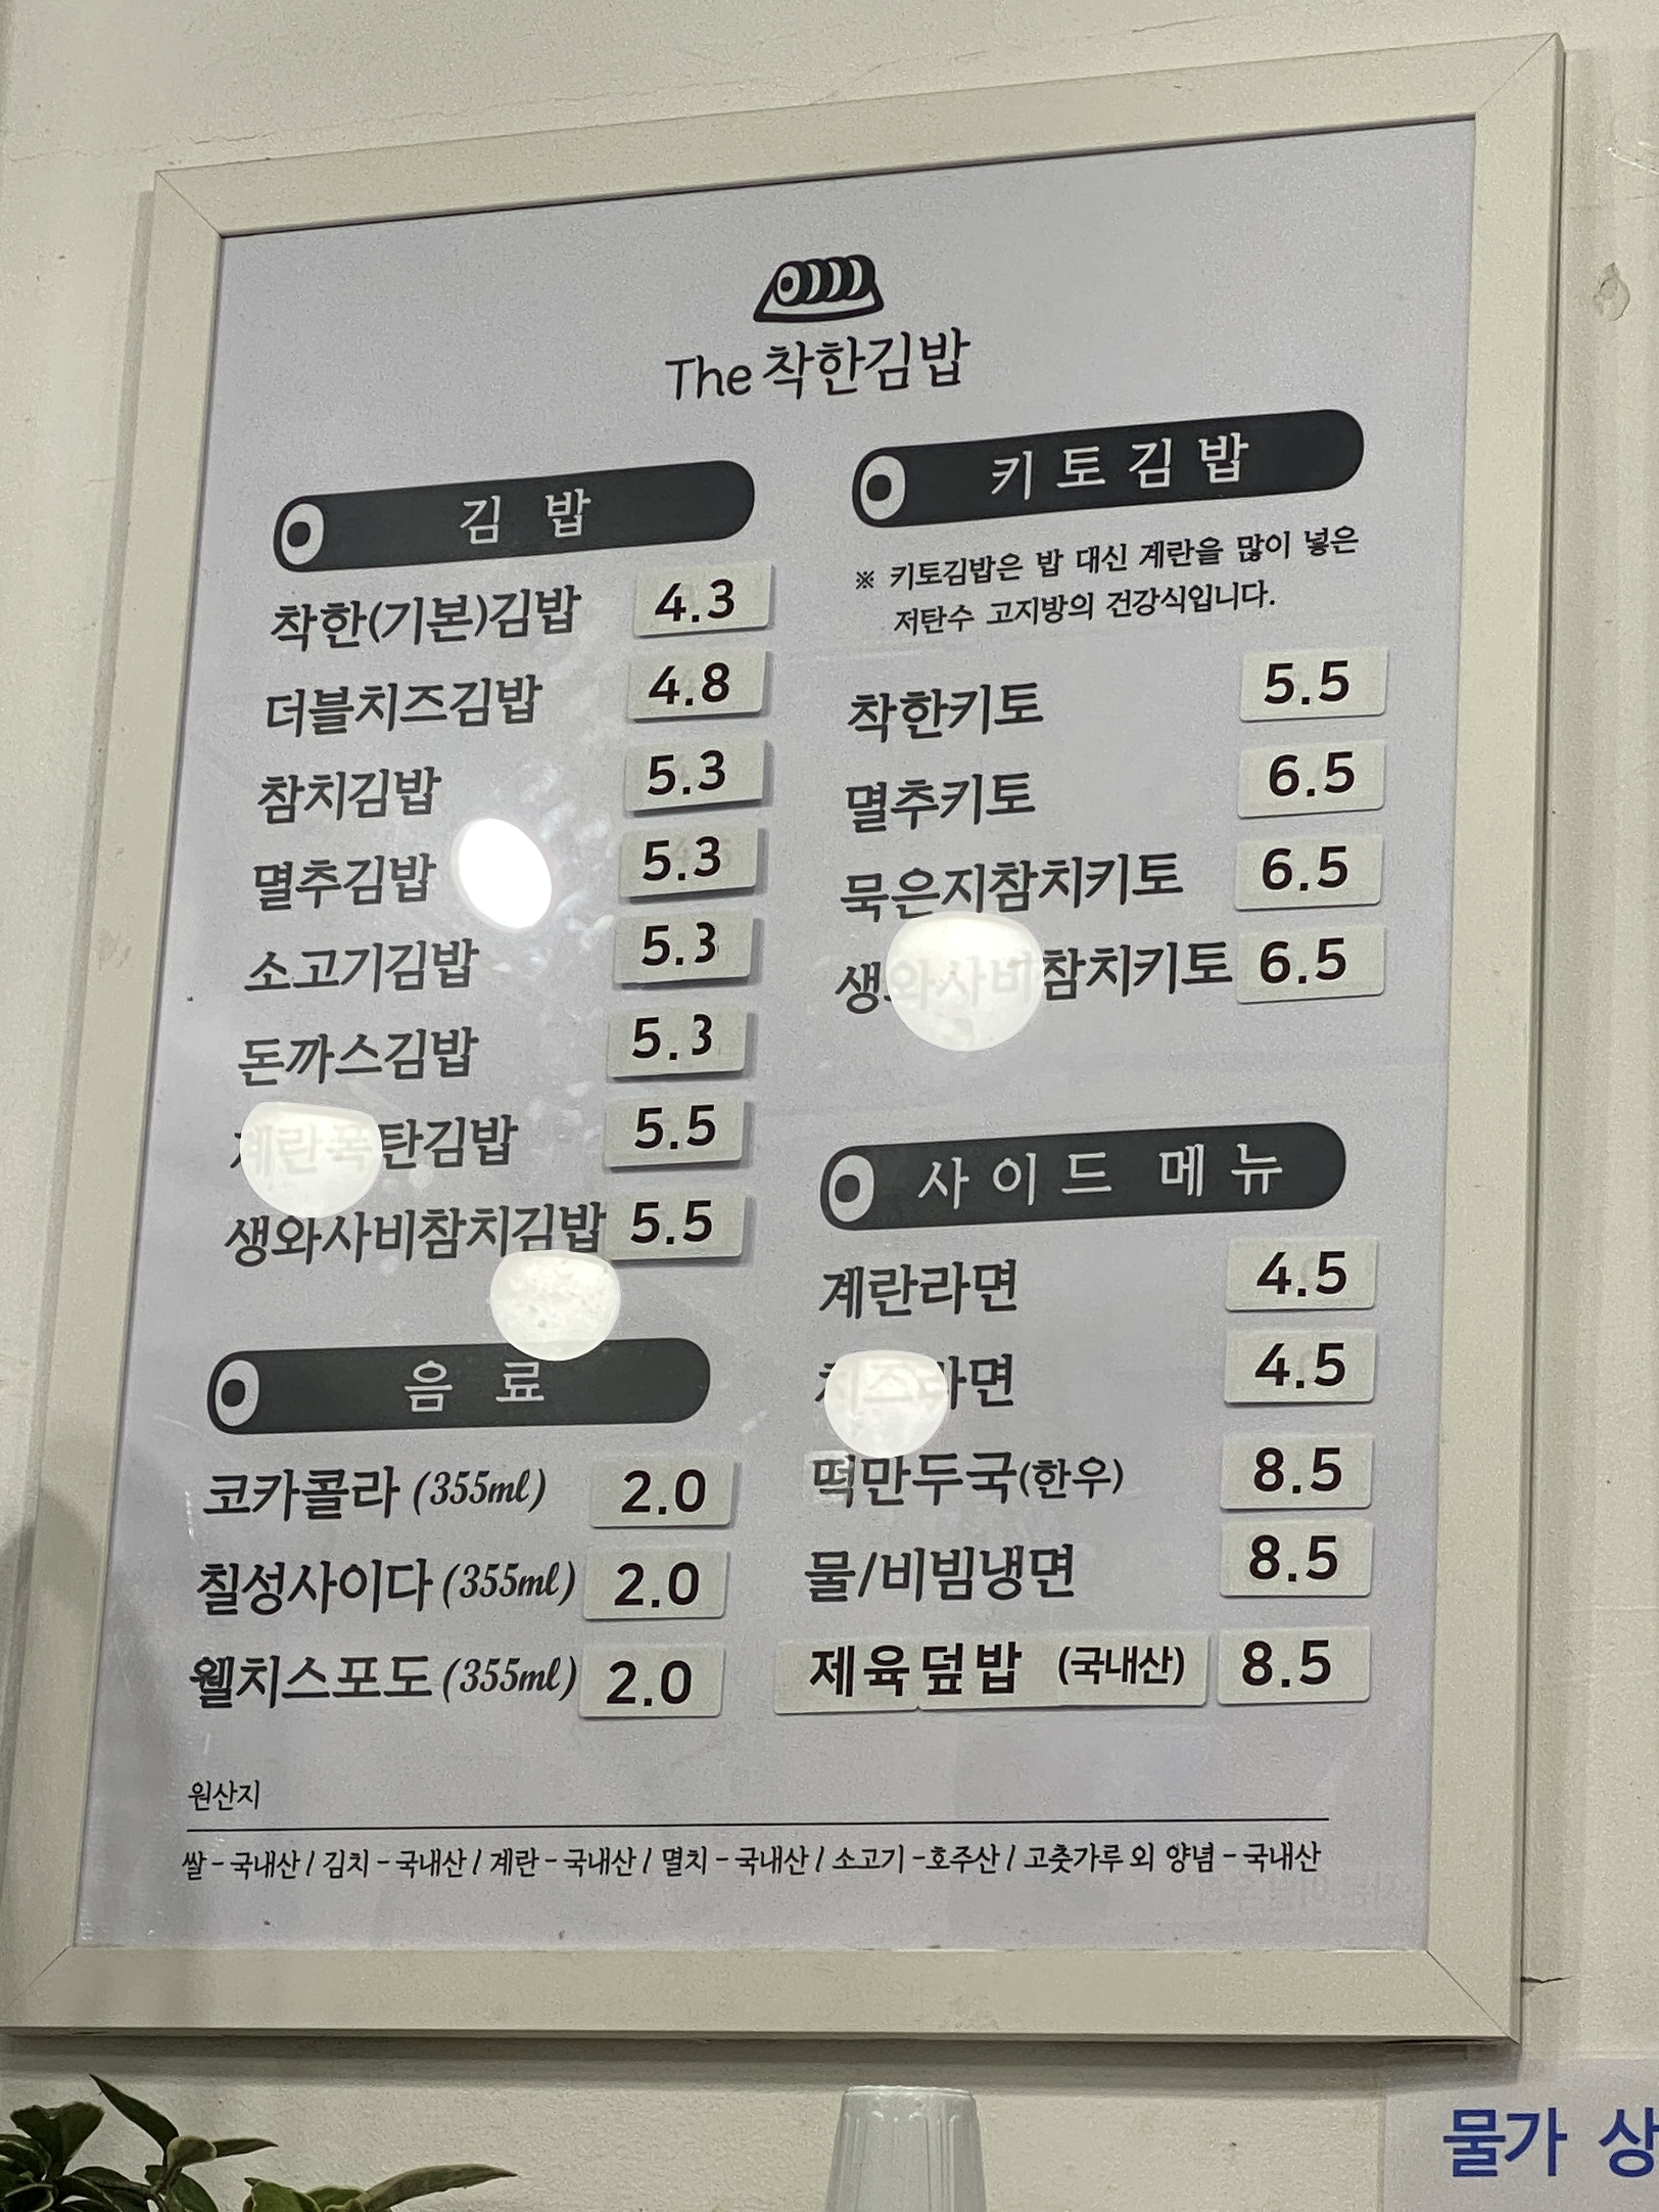 The 착한김밥
김 밥
착한(기본)김밥 4.3
더블치즈김밥 4.8
참치김밥 5.3
멸추김밥 5.3
소고기김밥 5.3
돈까스김밥 5.3
계란폭탄김밥 5.5
생와사비참치김밥 5.5
음 료
코카콜라 (355ml) 2.0
칠성사이다 (355ml) 2.0
웰치스포도 (355ml) 2.0
키토김밥
※ 키토김밥은 밥 대신 계란을 많이 넣은
저탄수 고지방의 건강식입니다.
착한키토 5.5
멸추키토 6.5
묵은지참치키토 6.5
생와사비참치키토 6.5
사이드 메뉴
계란라면 4.5
치즈라면 4.5
떡만두국(한우) 8.5
물/비빔냉면 8.5
제육덮밥 (국내산) 8.5
원산지
쌀 - 국내산 / 김치 - 국내산 / 계란 - 국내산 / 멸치 - 국내산 / 소고기 - 호주산 / 고춧가루 외 양념 - 국내산
물가 상